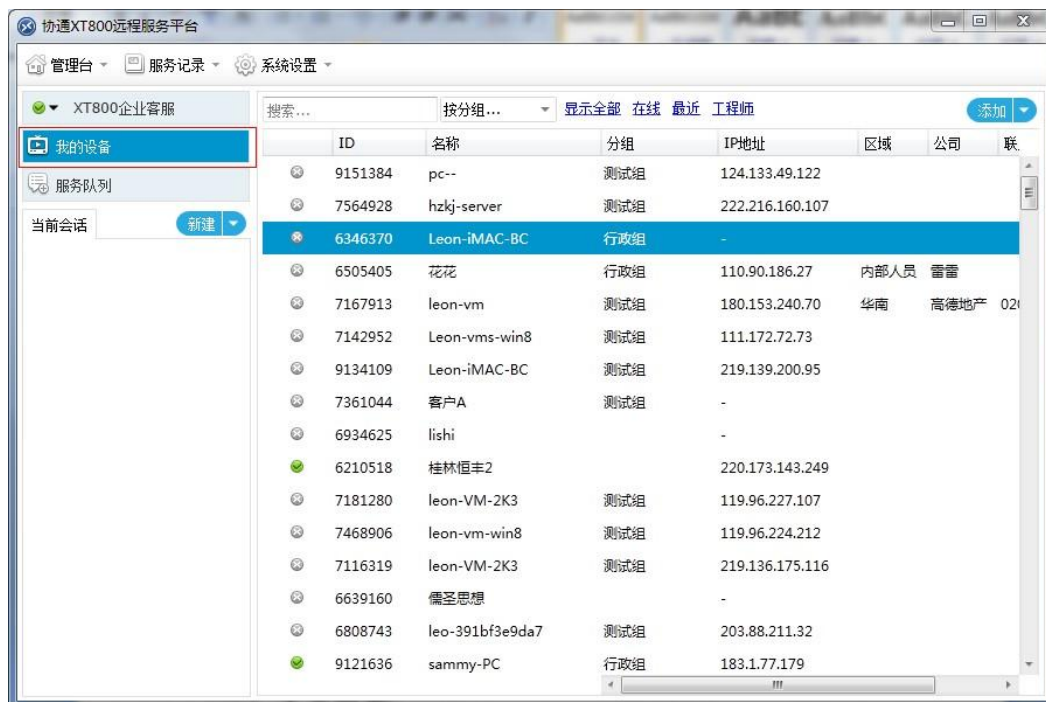 协通XT800远程服务平台
管理台 服务记录 系统设置
XT800企业客服
我的设备
服务队列
当前会话 新建
搜索... 按分组... 显示全部 在线 最近 工程师 添加
ID 名称 分组 IP地址 区域 公司 联
9151384 pc-- 测试组 124.133.49.122
7564928 hzkj-server 测试组 222.216.160.107
6346370 Leon-iMAC-BC 行政组 -
6505405 花花 行政组 110.90.186.27 内部人员 雷雷
7167913 leon-vm 测试组 180.153.240.70 华南 高德地产 020
7142952 Leon-vms-win8 测试组 111.172.72.73
9134109 Leon-iMAC-BC 测试组 219.139.200.95
7361044 客户A 测试组 -
6934625 lishi -
6210518 桂林恒丰2 220.173.143.249
7181280 leon-VM-2K3 测试组 119.96.227.107
7468906 leon-vm-win8 测试组 119.96.224.212
7116319 leon-VM-2K3 测试组 219.136.175.116
6639160 儒圣思想 -
6808743 leo-391bf3e9da7 测试组 203.88.211.32
9121636 sammy-PC 行政组 183.1.77.179